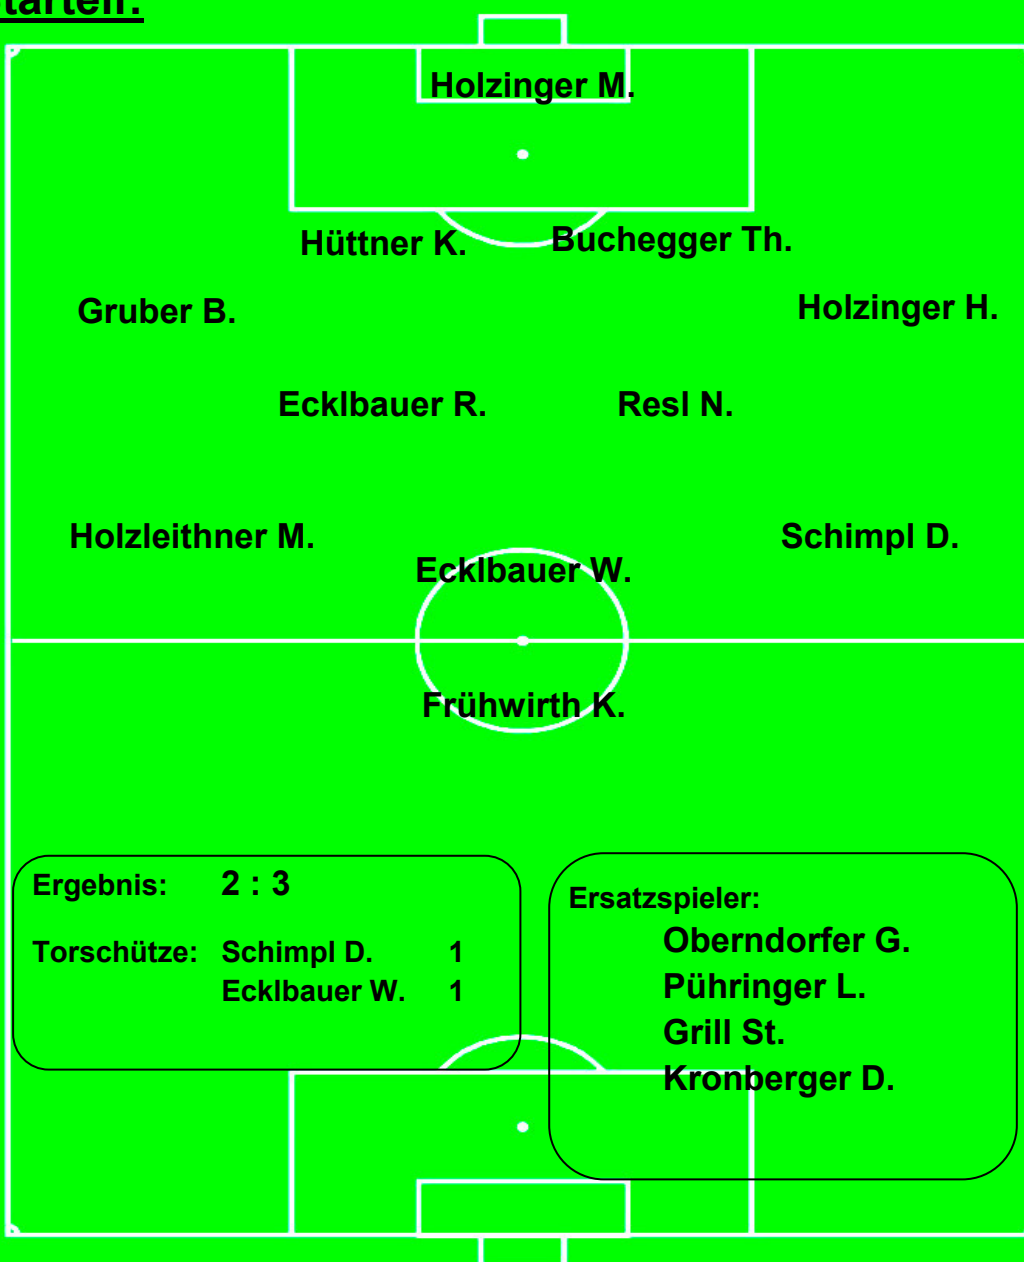 Holzinger M.
Hüttner K.
Buchegger Th.
Gruber B.
Holzinger H.
Ecklbauer R.
Resl N.
Holzleithner M.
Schimpl D.
Ecklbauer W.
Frühwirth K.
Ergebnis: 2 : 3
Torschütze: Schimpl D. 1
Ecklbauer W. 1
Ersatzspieler:
Oberndorfer G.
Pühringer L.
Grill St.
Kronberger D.